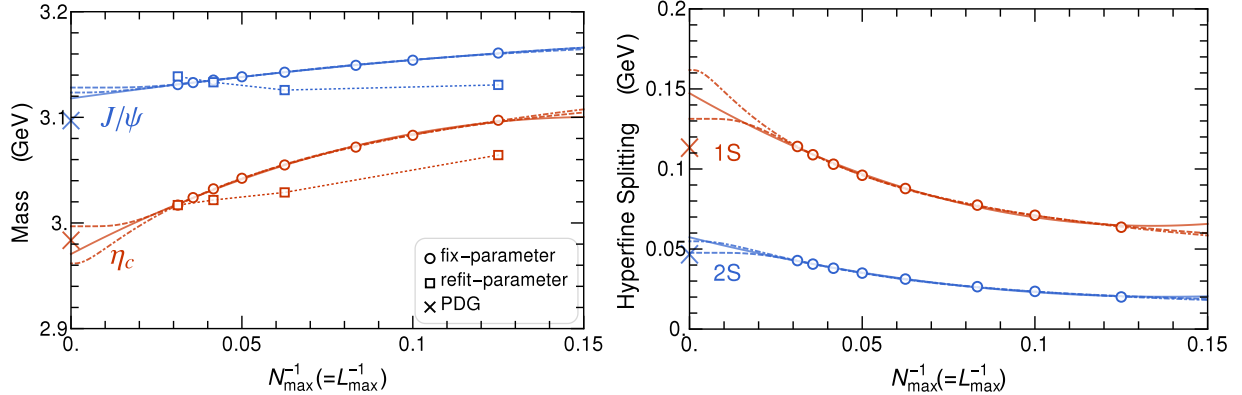 3.2
3.1
3.
2.9
Mass (GeV)
J/ψ
η_c
fix-parameter
refit-parameter
PDG
0. 0.05 0.1 0.15
N_max^-1(=L_max^-1)
0.2
0.15
0.1
0.05
0.
Hyperfine Splitting (GeV)
1S
2S
0. 0.05 0.1 0.15
N_max^-1(=L_max^-1)